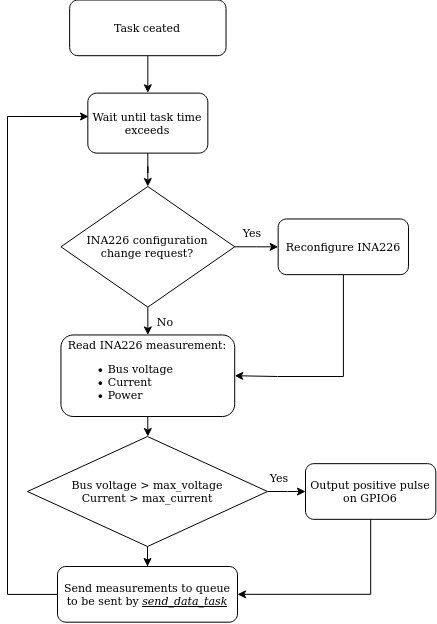 Task ceated
Wait until task time
exceeds
INA226 configuration
change request?
Yes
Reconfigure INA226
No
Read INA226 measurement:
• Bus voltage
• Current
• Power
Bus voltage > max_voltage
Current > max_current
Yes
Output positive pulse
on GPIO6
Send measurements to queue
to be sent by send_data_task